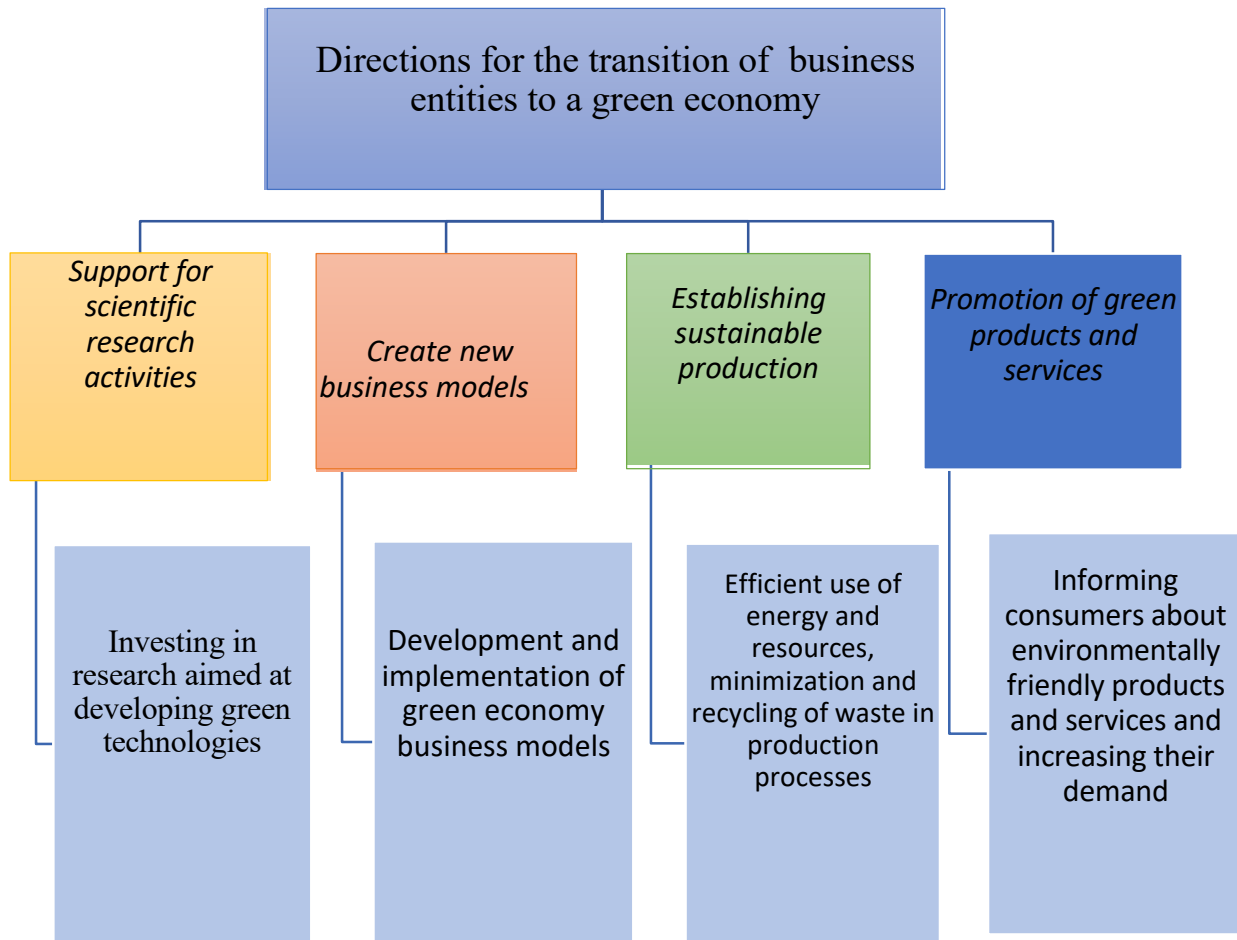 Directions for the transition of business
entities to a green economy
Support for
scientific
research
activities
Create new
business models
Establishing
sustainable
production
Promotion of green
products and
services
Investing in
research aimed at
developing green
technologies
Development and
implementation of
green economy
business models
Efficient use of
energy and
resources,
minimization and
recycling of waste in
production
processes
Informing
consumers about
environmentally
friendly products
and services and
increasing their
demand